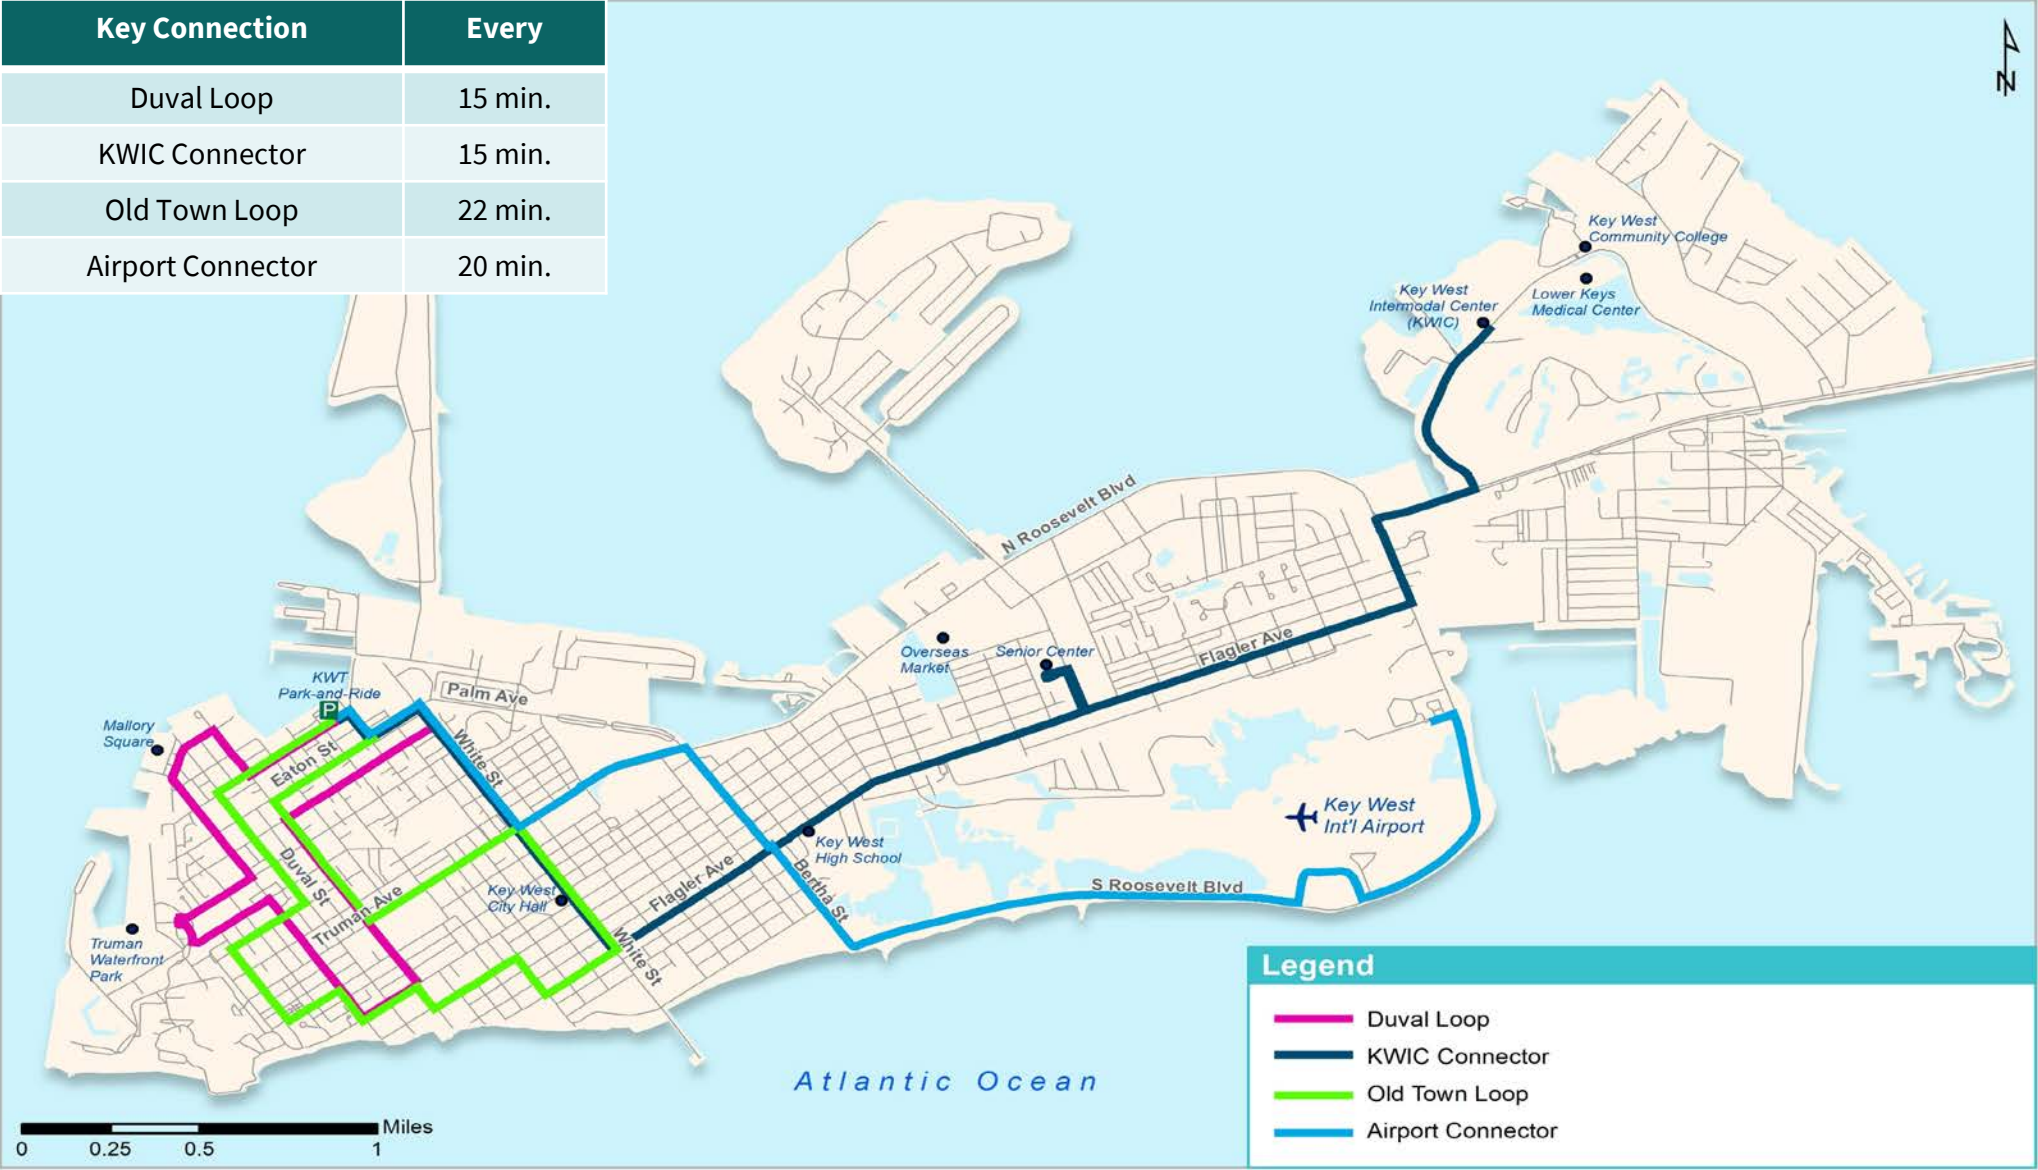 Key Connection Every
Duval Loop 15 min.
KWIC Connector 15 min.
Old Town Loop 22 min.
Airport Connector 20 min.
N
Key West
Community College
Key West
Intermodal Center
(KWIC)
Lower Keys
Medical Center
N Roosevelt Blvd
Overseas
Market
Senior Center
Flagler Ave
KWT
Park-and-Ride
P
Palm Ave
Mallory
Square
Eaton St
White St
Key West
Int'l Airport
Key West
High School
Duval St
Flagler Ave
Bertha St
S Roosevelt Blvd
Key West
City Hall
Truman Ave
White St
Truman
Waterfront
Park
Atlantic Ocean
Miles
0 0.25 0.5 1
Legend
Duval Loop
KWIC Connector
Old Town Loop
Airport Connector